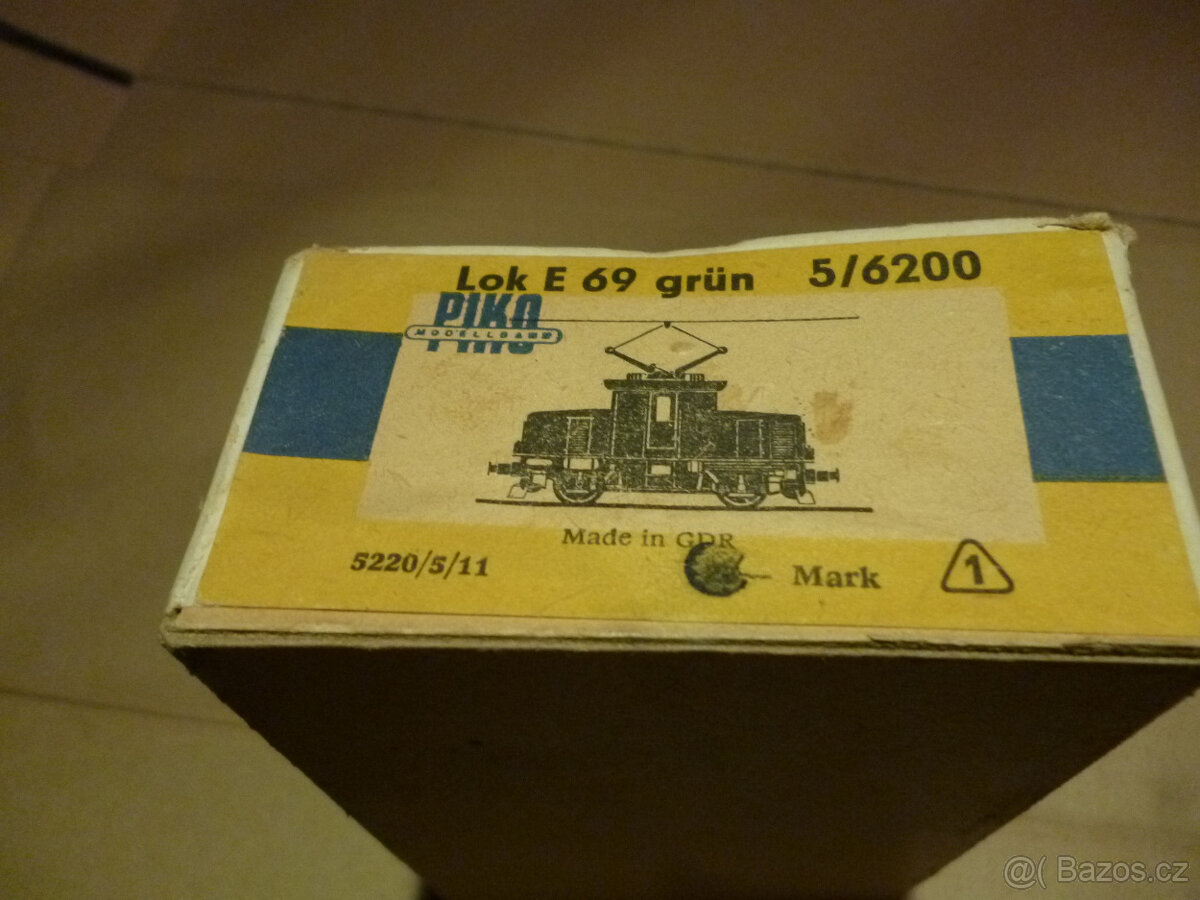 Lok E 69 grün 5/6200
PIKO
MODELLBAHN
Made in GDR
5220/5/11
Mark
1
@( Bazos.cz